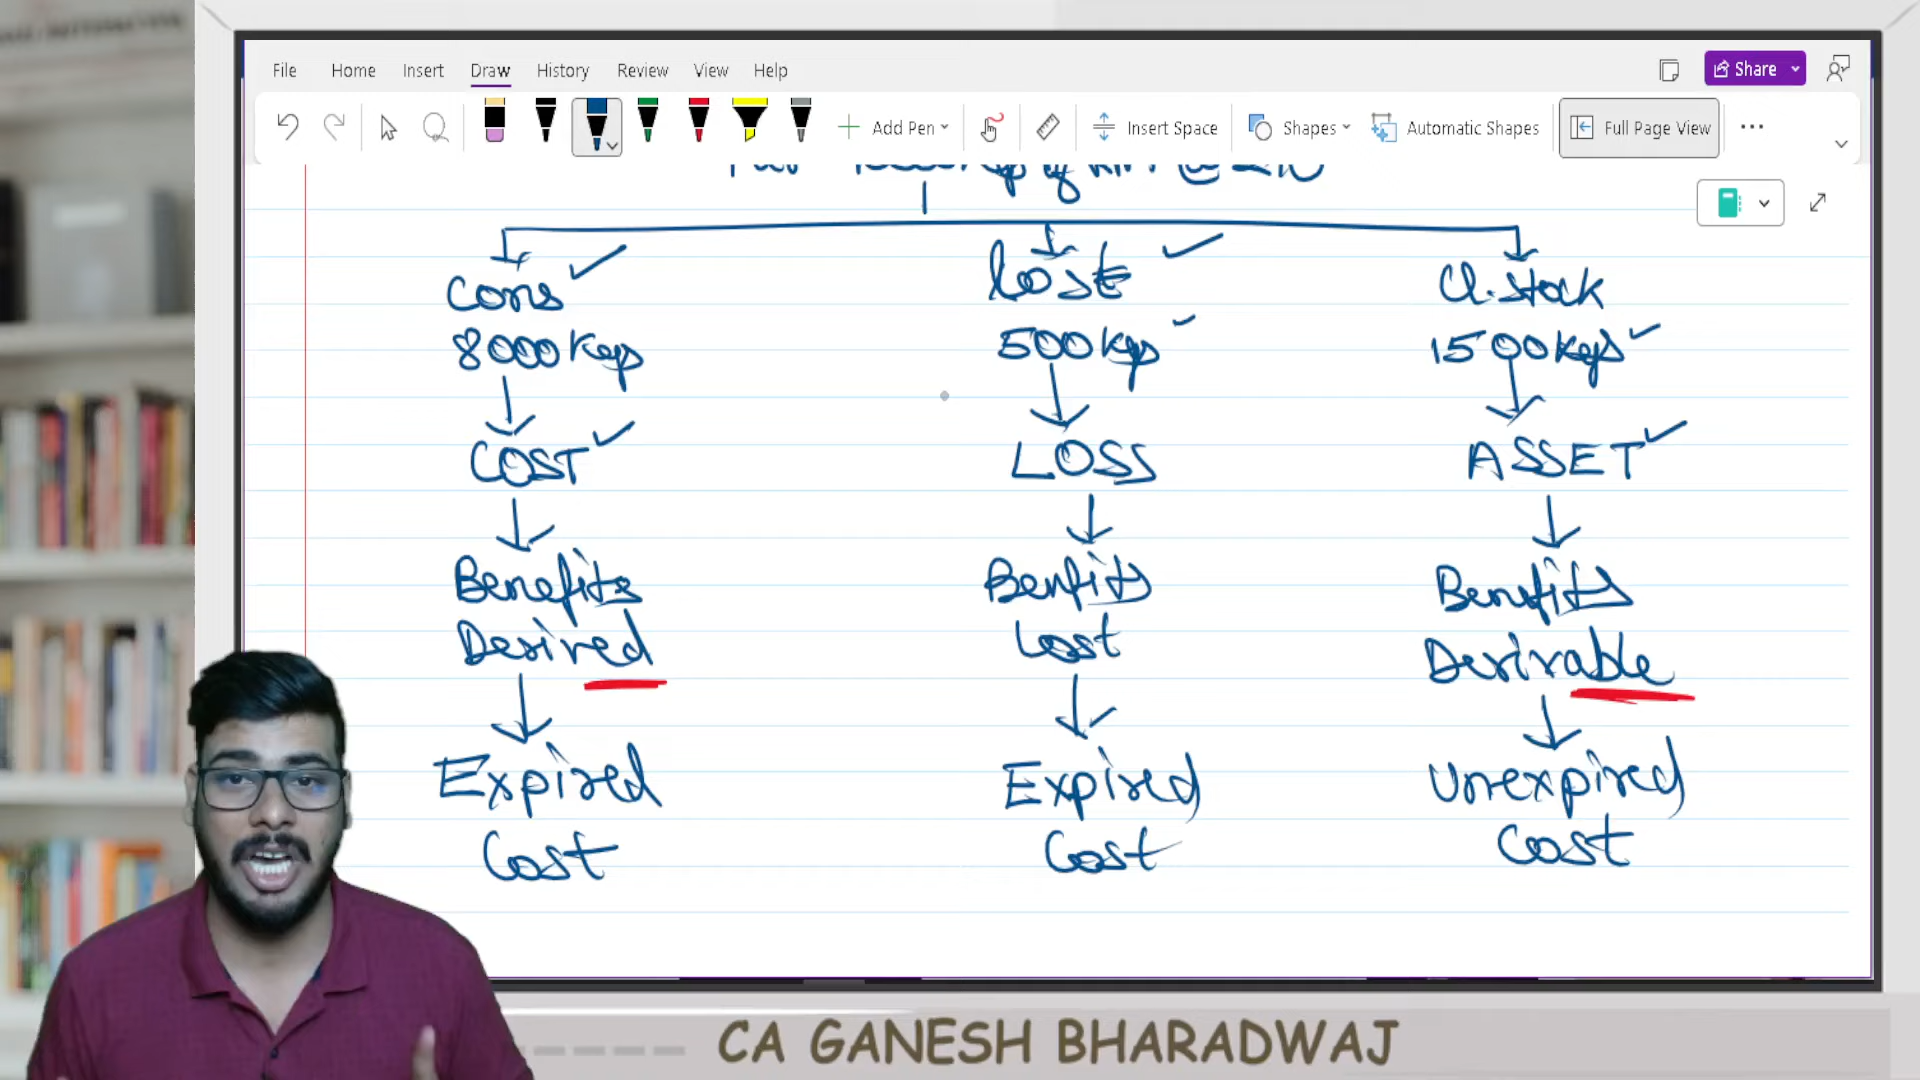 File Home Insert Draw History Review View Help Share
Add Pen Insert Space Shapes Automatic Shapes Full Page View
Cons lost Cl. stock
8000 Kgs 500 Kgs 1500 Kgs
COST LOSS ASSET
Benefits Benfits Benefits
Desired Lost Derivable
Expired Expired Unexpired
Cost Cost Cost
CA GANESH BHARADWAJ